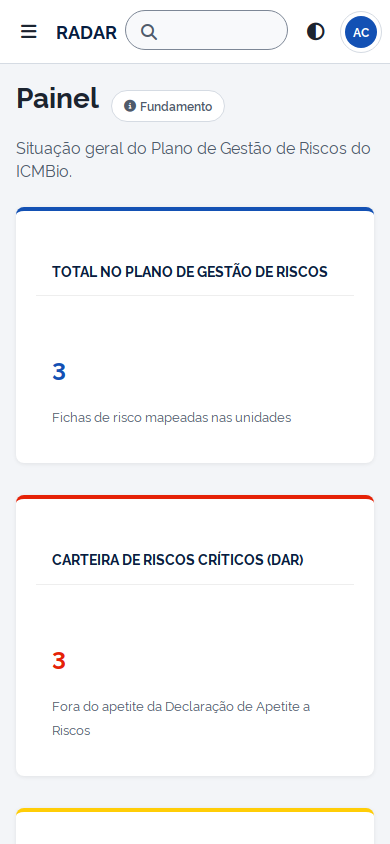 RADAR
AC
Painel
Fundamento
Situação geral do Plano de Gestão de Riscos do
ICMBio.
TOTAL NO PLANO DE GESTÃO DE RISCOS
3
Fichas de risco mapeadas nas unidades
CARTEIRA DE RISCOS CRÍTICOS (DAR)
3
Fora do apetite da Declaração de Apetite a
Riscos